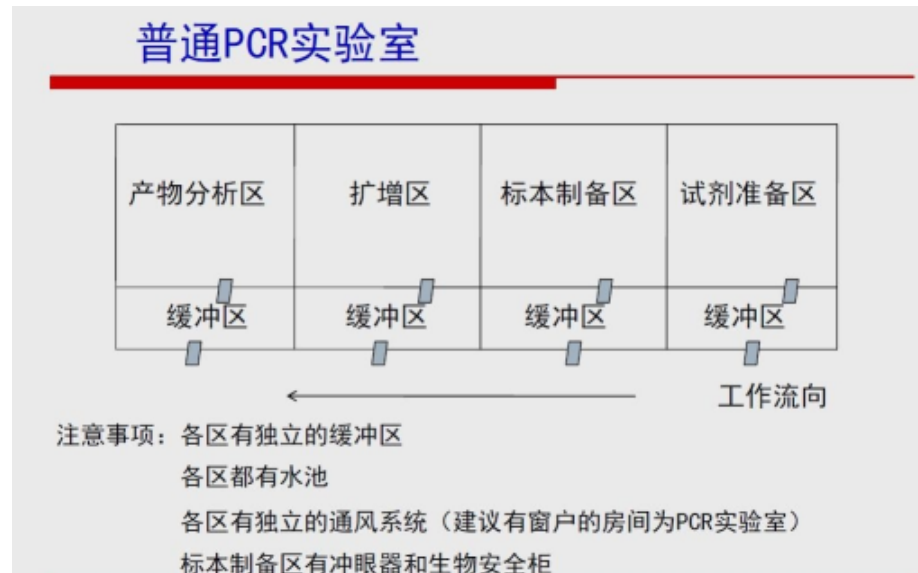 普通PCR实验室
产物分析区 扩增区 标本制备区 试剂准备区
缓冲区 缓冲区 缓冲区 缓冲区
工作流向
注意事项：各区有独立的缓冲区
各区都有水池
各区有独立的通风系统（建议有窗户的房间为PCR实验室）
标本制备区有冲眼器和生物安全柜